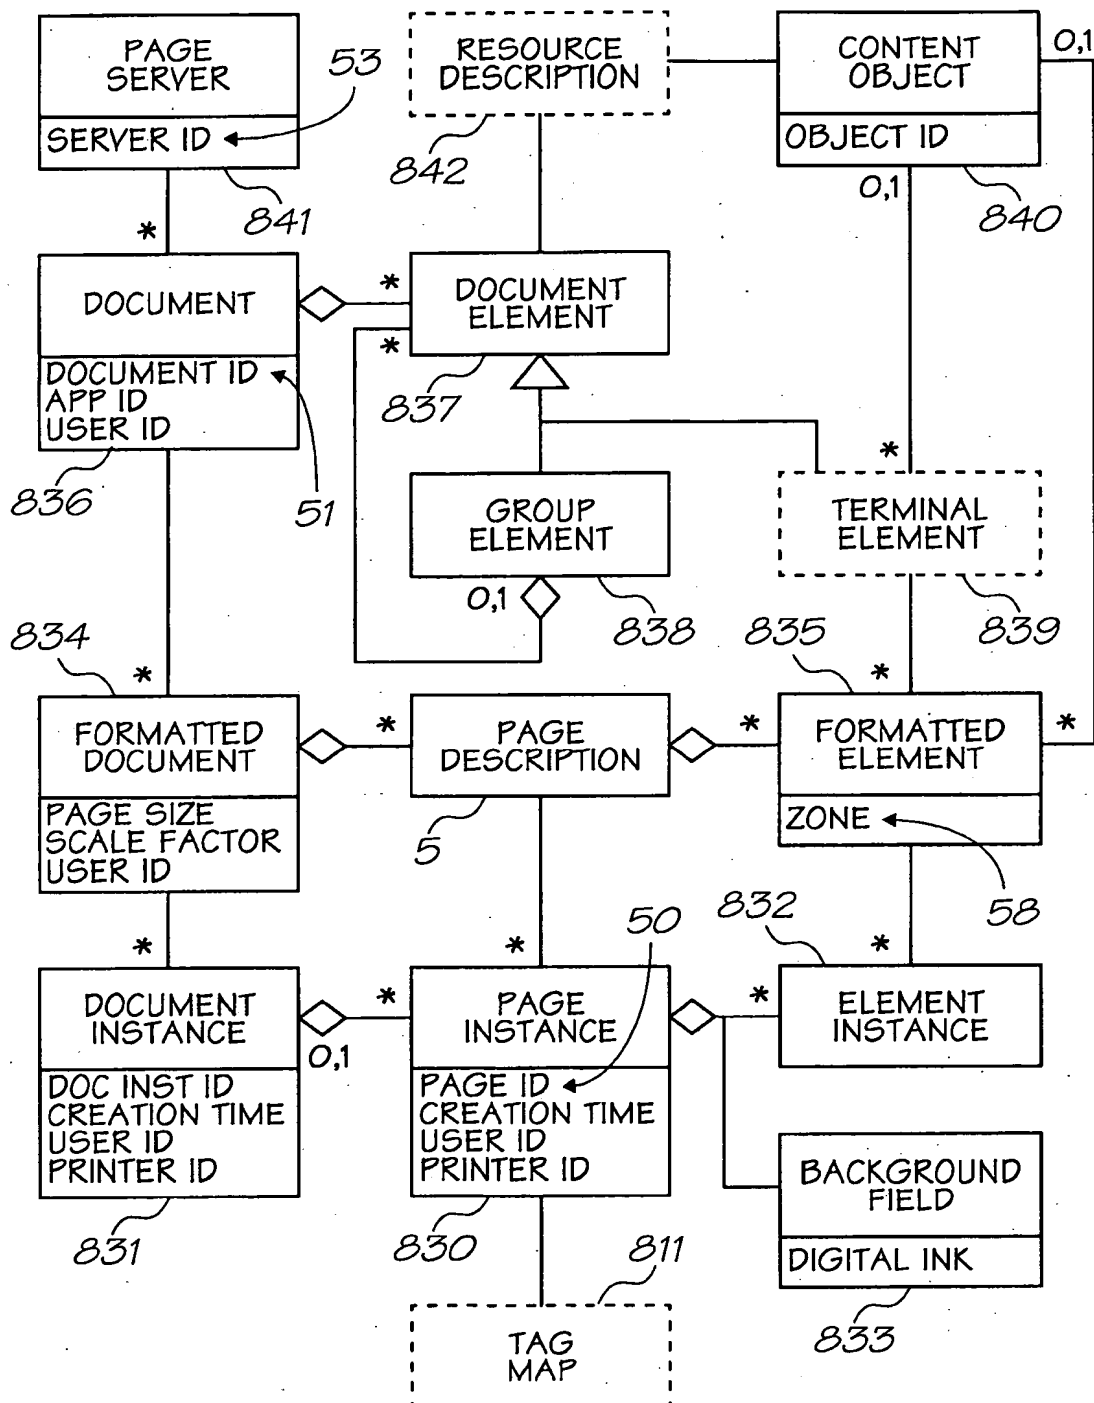 PAGE
SERVER
SERVER ID
53
841
*
RESOURCE
DESCRIPTION
842
CONTENT
OBJECT
OBJECT ID
0,1
0,1
840
DOCUMENT
DOCUMENT ID
APP ID
USER ID
836
51
*
*
DOCUMENT
ELEMENT
837
GROUP
ELEMENT
0,1
838
*
TERMINAL
ELEMENT
839
834
*
FORMATTED
DOCUMENT
PAGE SIZE
SCALE FACTOR
USER ID
*
PAGE
DESCRIPTION
5
835
*
*
*
FORMATTED
ELEMENT
ZONE
58
*
DOCUMENT
INSTANCE
0,1
DOC INST ID
CREATION TIME
USER ID
PRINTER ID
831
*
*
50
PAGE
INSTANCE
PAGE ID
CREATION TIME
USER ID
PRINTER ID
830
832
*
*
ELEMENT
INSTANCE
BACKGROUND
FIELD
DIGITAL INK
833
811
TAG
MAP